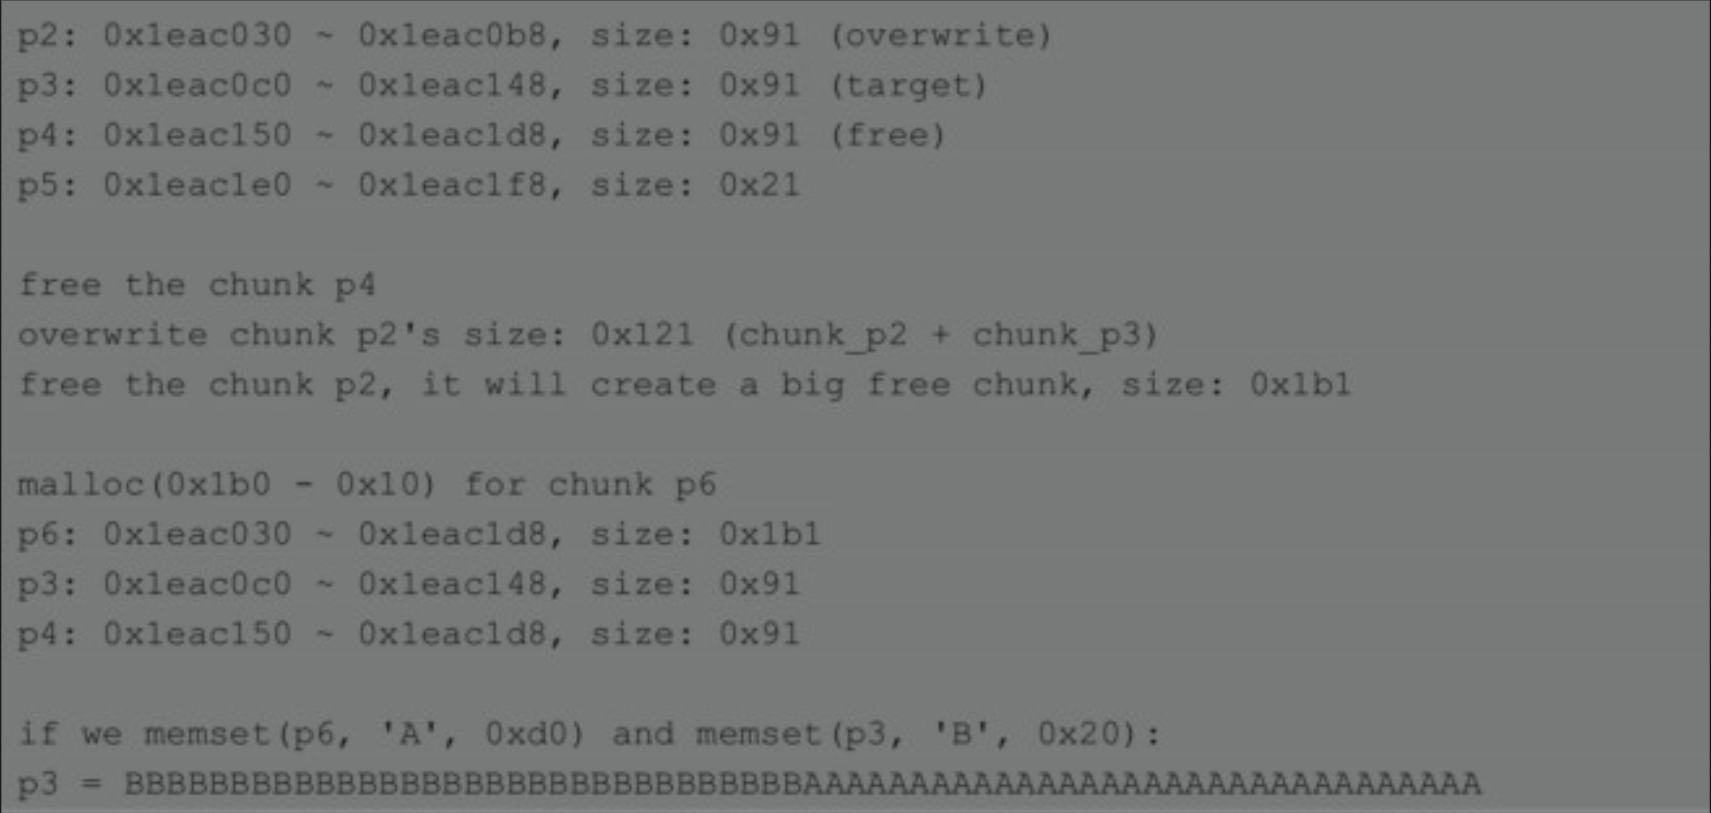 p2: 0x1eac030 ~ 0x1eac0b8, size: 0x91 (overwrite)
p3: 0x1eac0c0 ~ 0x1eac148, size: 0x91 (target)
p4: 0x1eac150 ~ 0x1eac1d8, size: 0x91 (free)
p5: 0x1eac1e0 ~ 0x1eac1f8, size: 0x21
free the chunk p4
overwrite chunk p2's size: 0x121 (chunk_p2 + chunk_p3)
free the chunk p2, it will create a big free chunk, size: 0x1b1
malloc(0x1b0 - 0x10) for chunk p6
p6: 0x1eac030 ~ 0x1eac1d8, size: 0x1b1
p3: 0x1eac0c0 ~ 0x1eac148, size: 0x91
p4: 0x1eac150 ~ 0x1eac1d8, size: 0x91
if we memset(p6, 'A', 0xd0) and memset(p3, 'B', 0x20):
p3 = BBBBBBBBBBBBBBBBBBBBBBBBBBBBBBBBAAAAAAAAAAAAAAAAAAAAAAAAAAAAAAAA